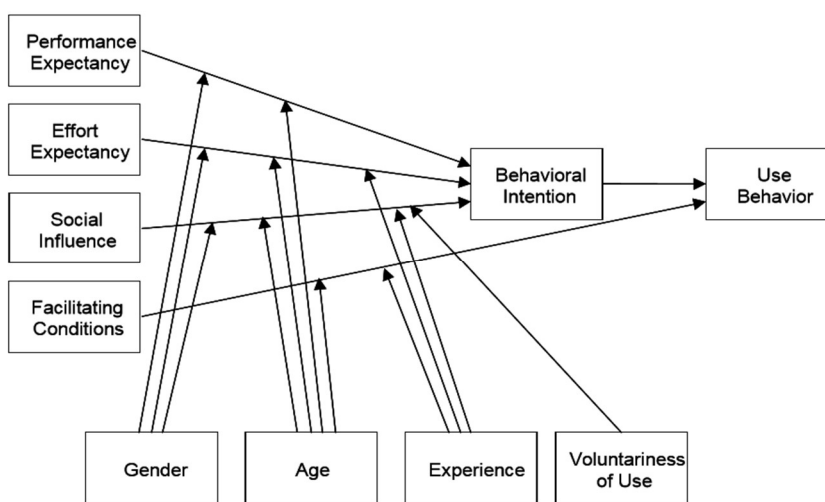 Performance
Expectancy
Effort
Expectancy
Social
Influence
Facilitating
Conditions
Behavioral
Intention
Use
Behavior
Gender
Age
Experience
Voluntariness
of Use